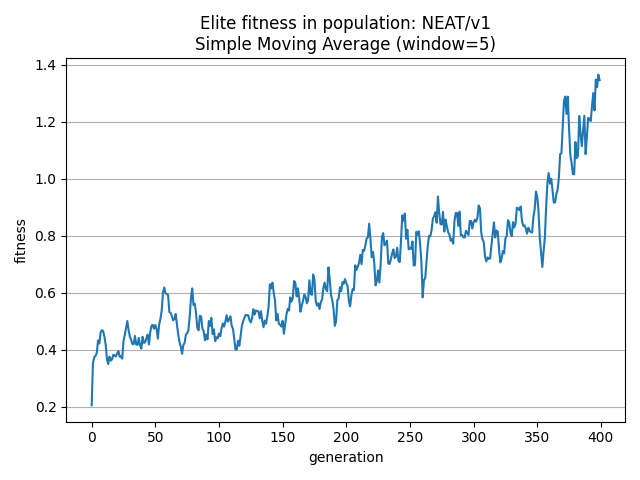 Elite fitness in population: NEAT/v1
Simple Moving Average (window=5)
1.4
1.2
1.0
0.8
0.6
0.4
0.2
fitness
0 50 100 150 200 250 300 350 400
generation